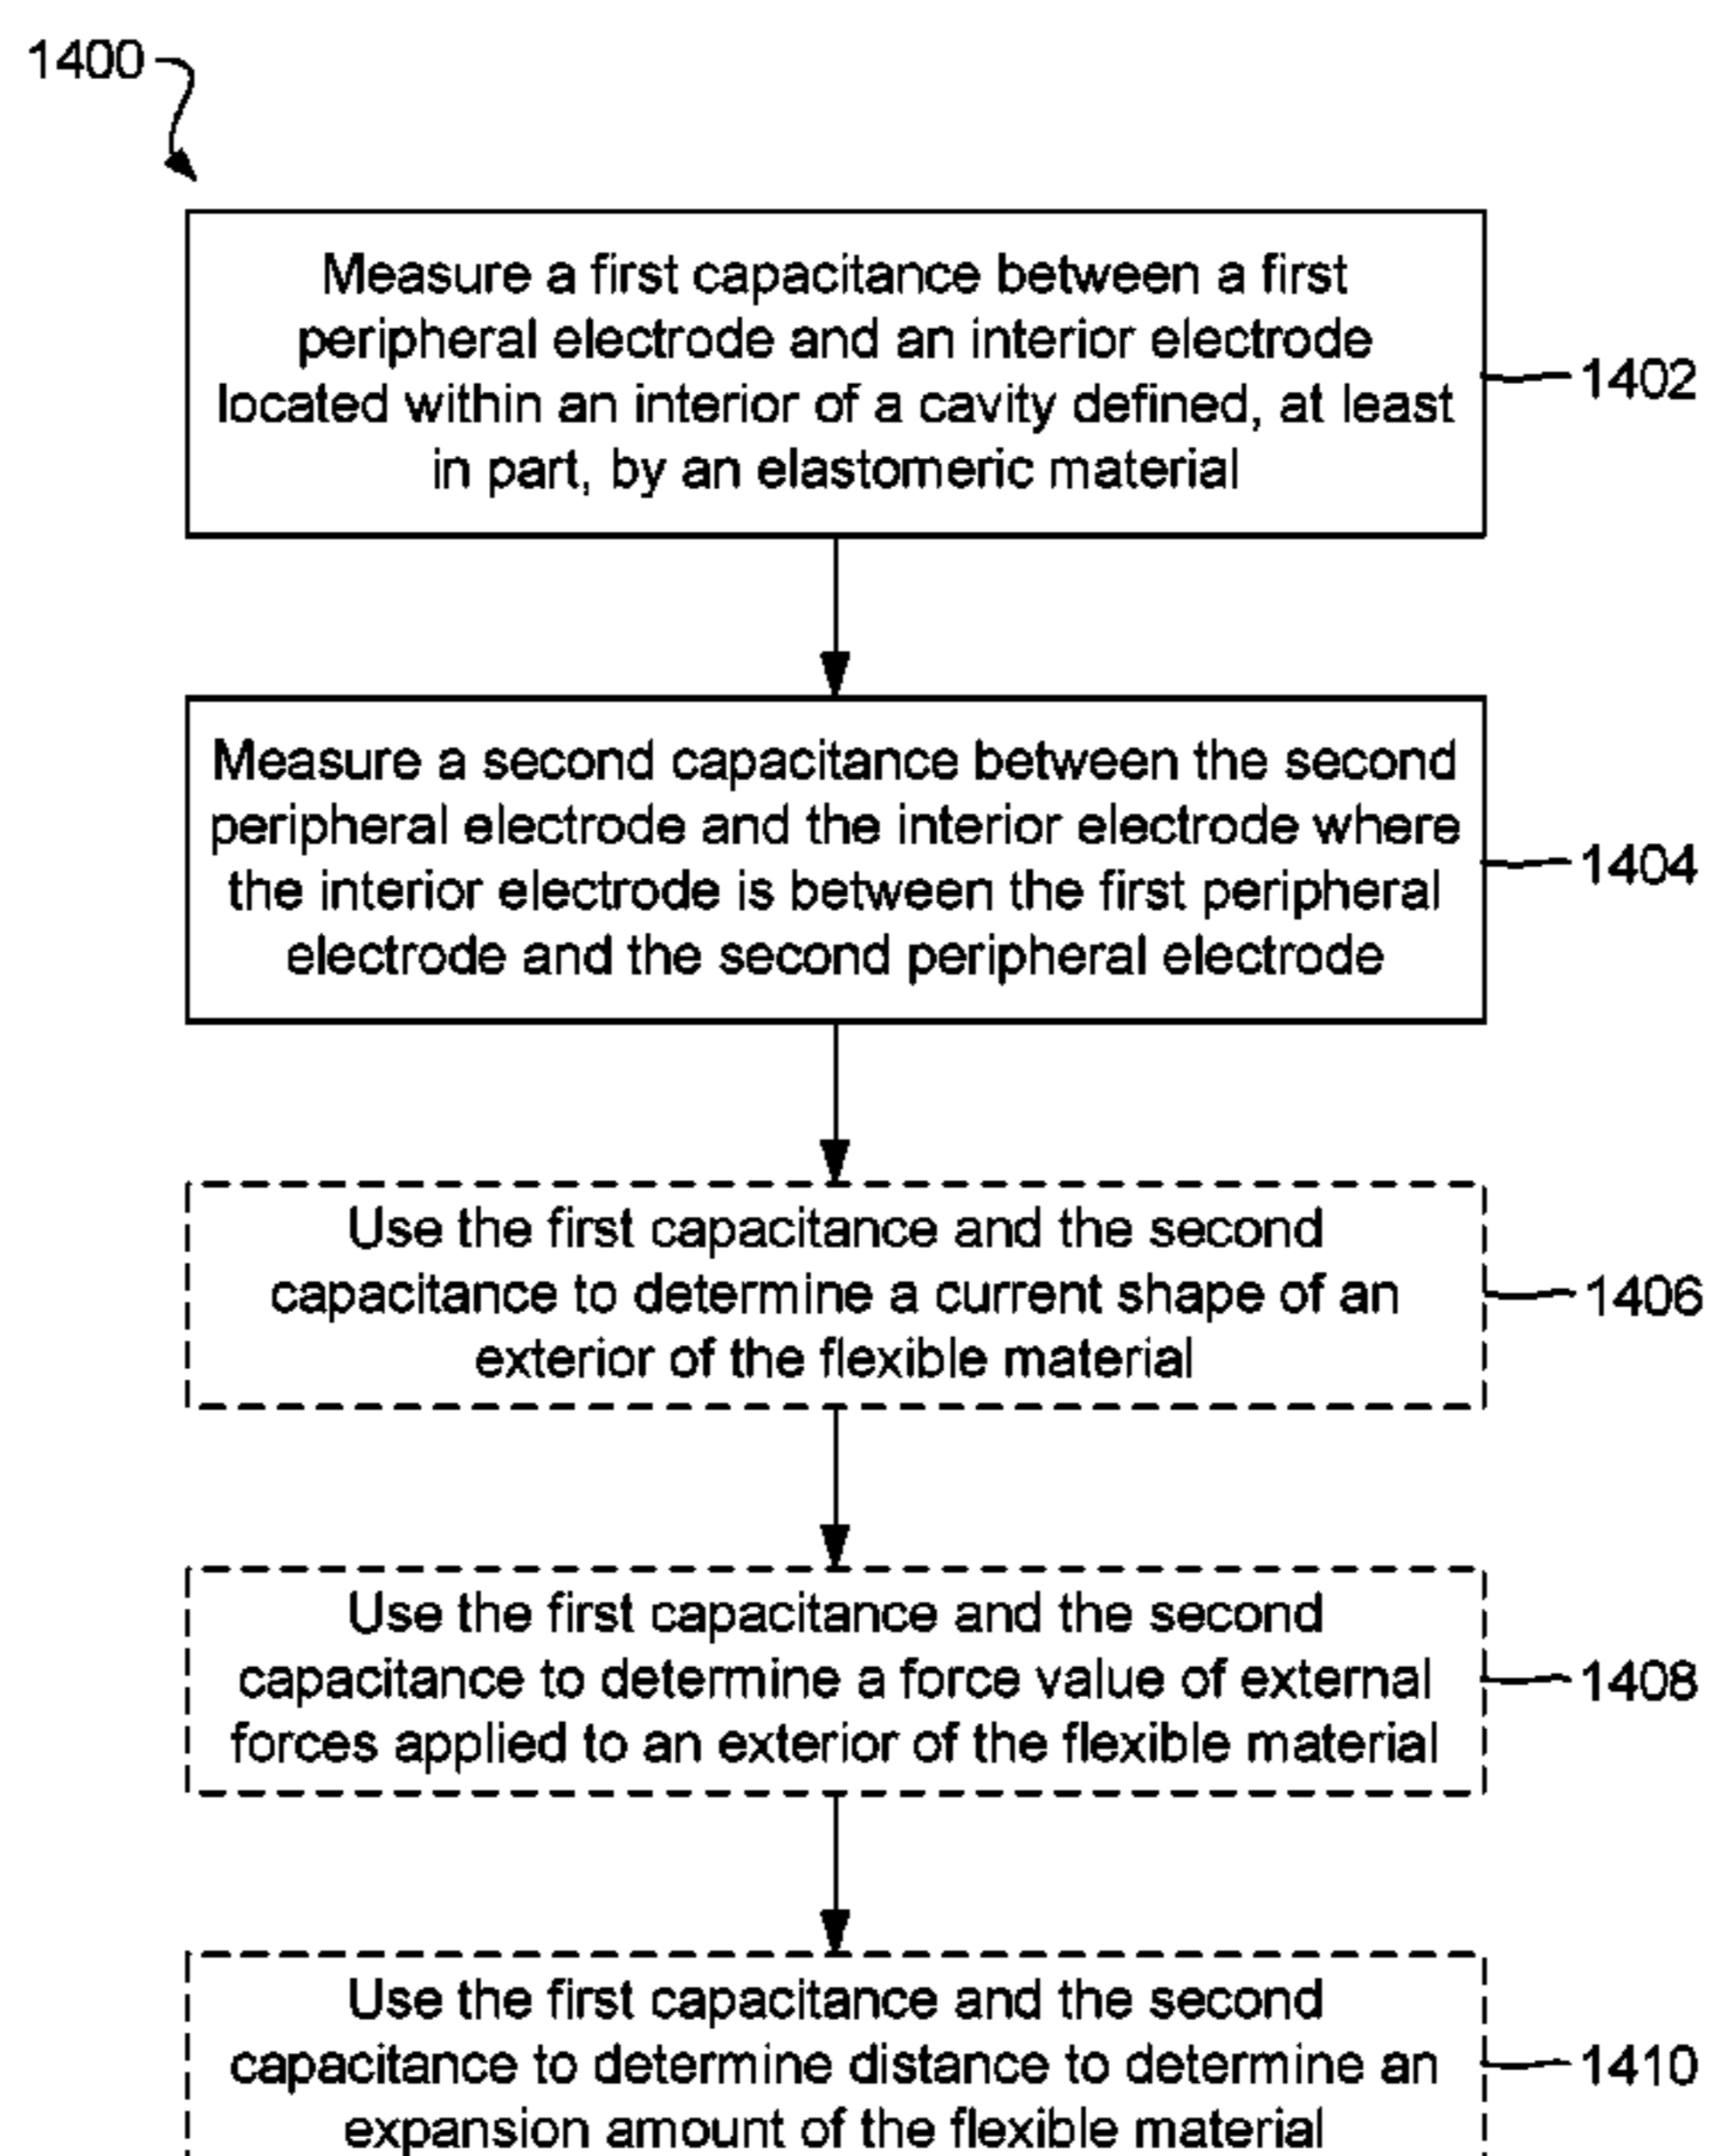 1400
Measure a first capacitance between a first
peripheral electrode and an interior electrode
located within an interior of a cavity defined, at least
in part, by an elastomeric material
1402
Measure a second capacitance between the second
peripheral electrode and the interior electrode where
the interior electrode is between the first peripheral
electrode and the second peripheral electrode
1404
Use the first capacitance and the second
capacitance to determine a current shape of an
exterior of the flexible material
1406
Use the first capacitance and the second
capacitance to determine a force value of external
forces applied to an exterior of the flexible material
1408
Use the first capacitance and the second
capacitance to determine distance to determine an
expansion amount of the flexible material
1410